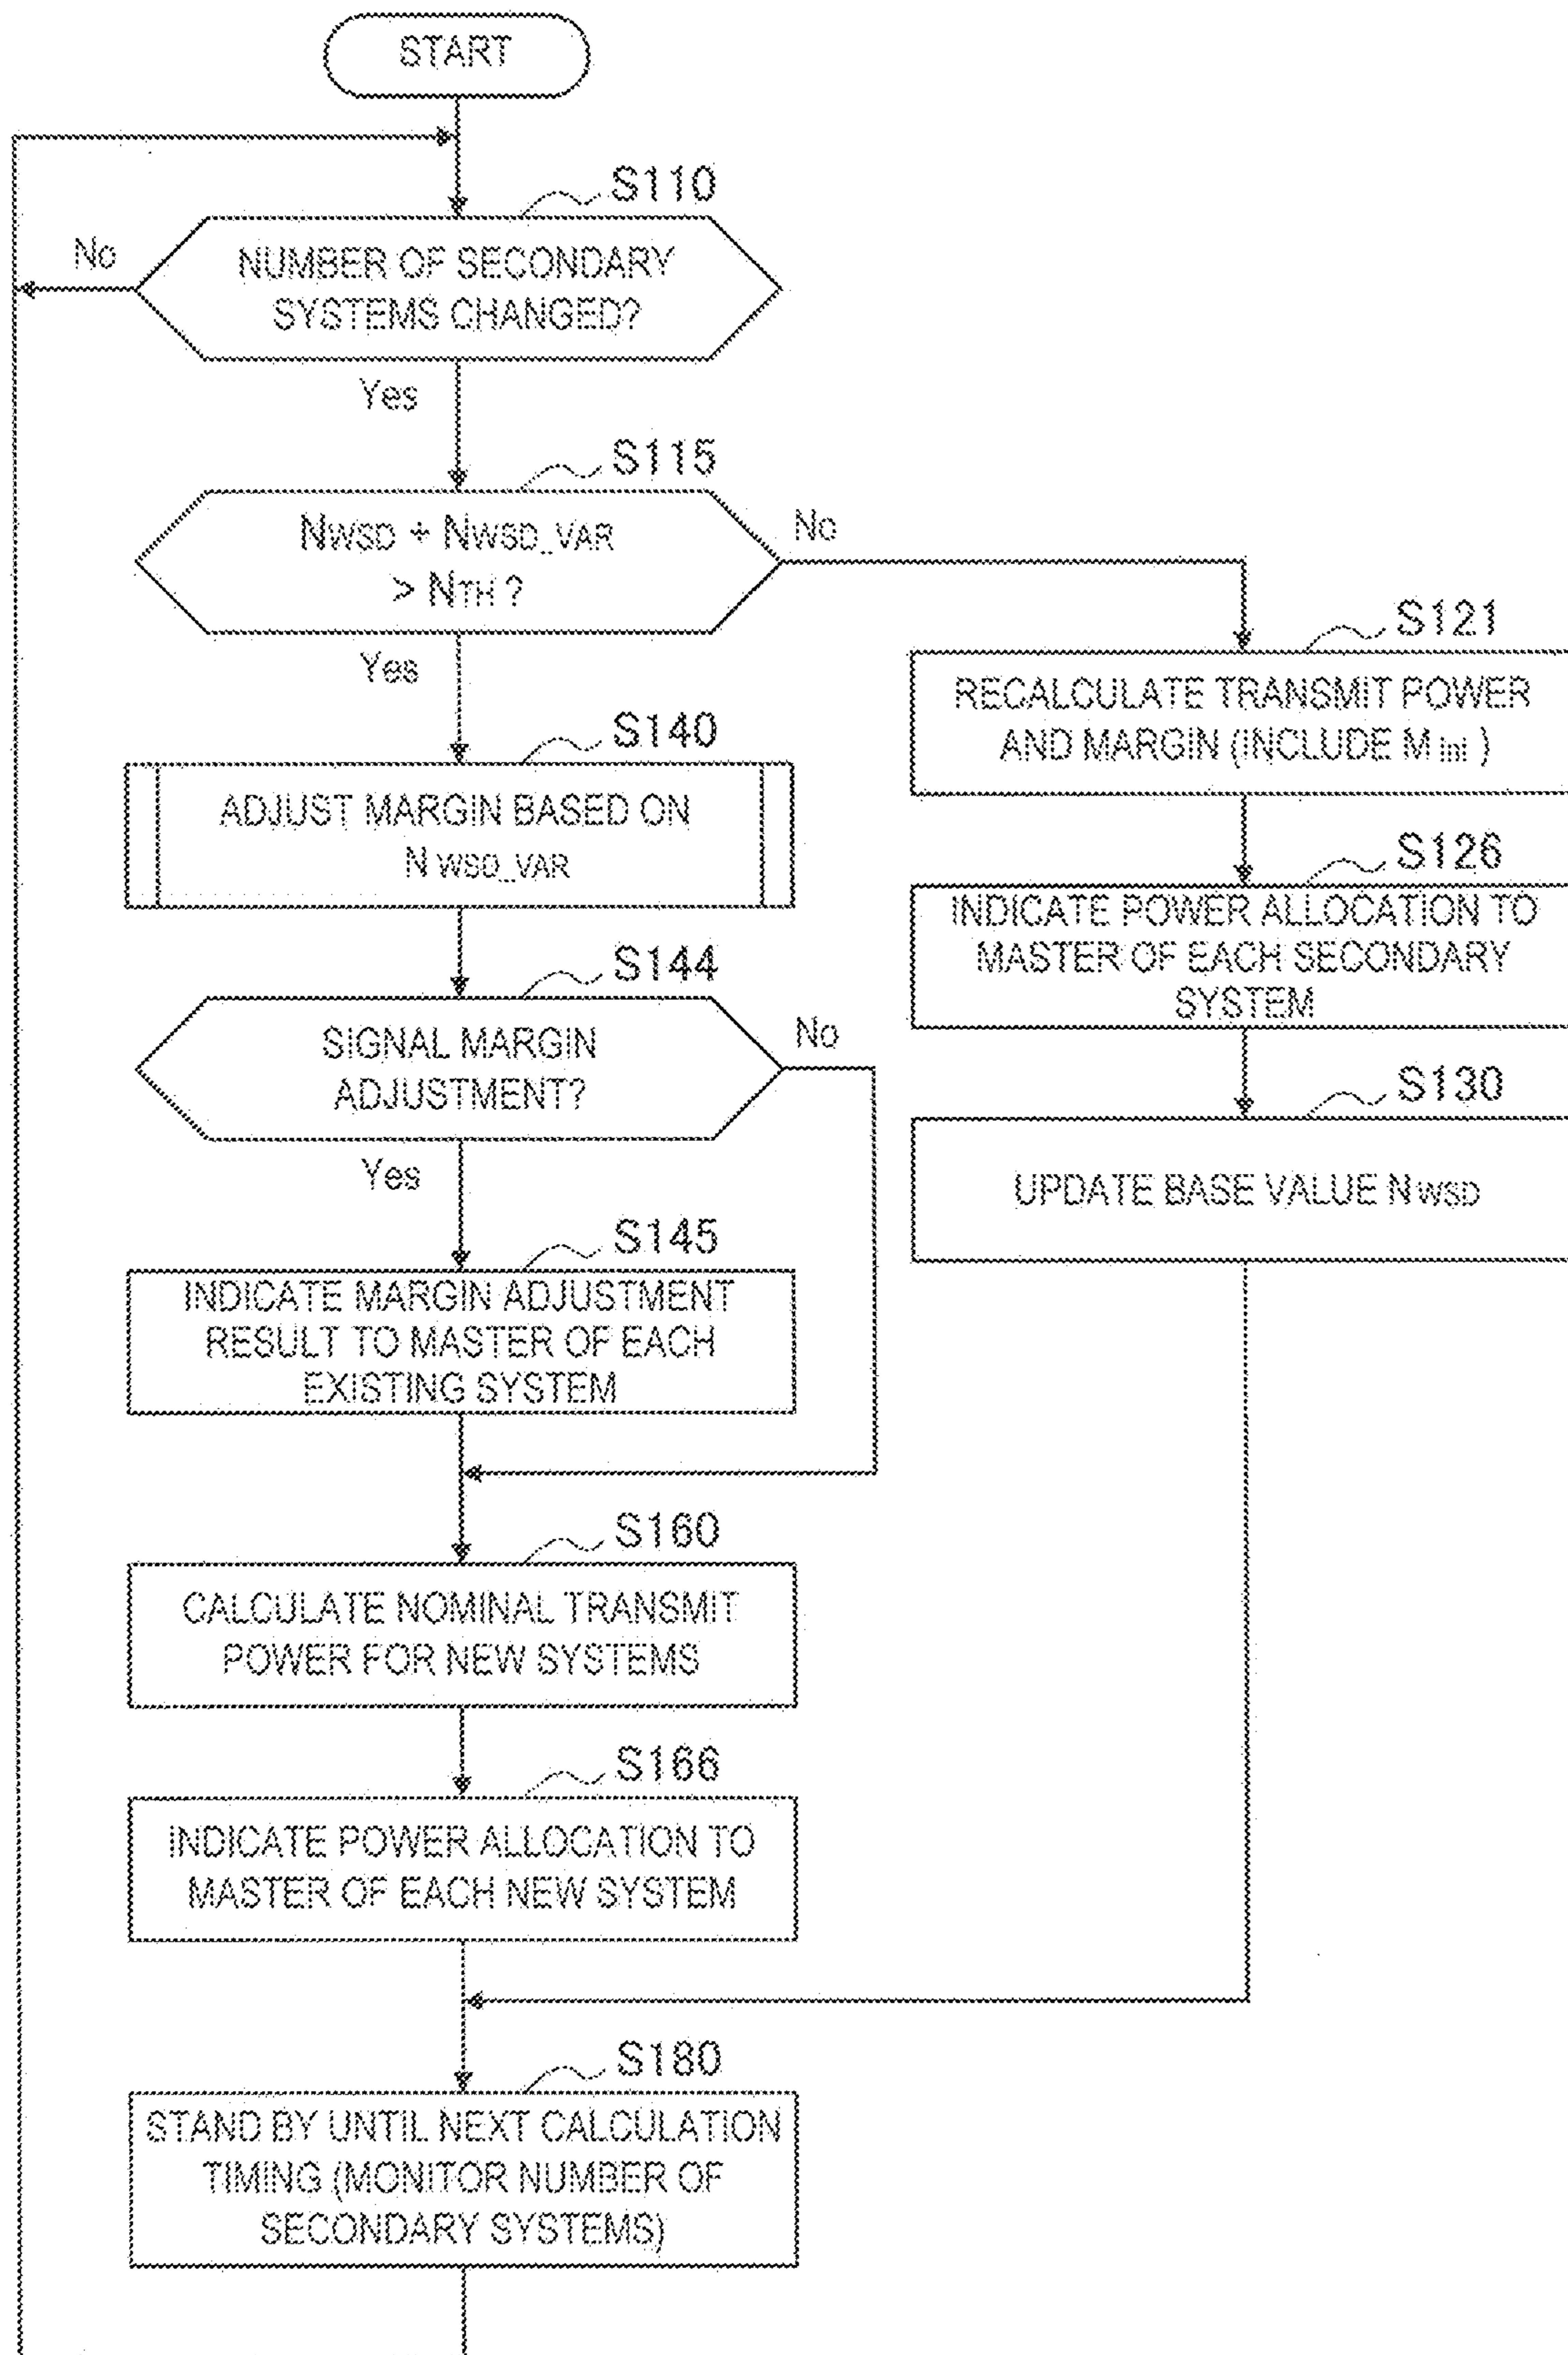 START
S110
No
NUMBER OF SECONDARY
SYSTEMS CHANGED?
Yes
S115
NWSD + NWSD_VAR
> NTH ?
No
Yes
S121
RECALCULATE TRANSMIT POWER
AND MARGIN (INCLUDE M ini )
S140
ADJUST MARGIN BASED ON
N WSD_VAR
S126
INDICATE POWER ALLOCATION TO
MASTER OF EACH SECONDARY
SYSTEM
S144
SIGNAL MARGIN
ADJUSTMENT?
No
Yes
S130
UPDATE BASE VALUE NWSD
S145
INDICATE MARGIN ADJUSTMENT
RESULT TO MASTER OF EACH
EXISTING SYSTEM
S160
CALCULATE NOMINAL TRANSMIT
POWER FOR NEW SYSTEMS
S166
INDICATE POWER ALLOCATION TO
MASTER OF EACH NEW SYSTEM
S180
STAND BY UNTIL NEXT CALCULATION
TIMING (MONITOR NUMBER OF
SECONDARY SYSTEMS)